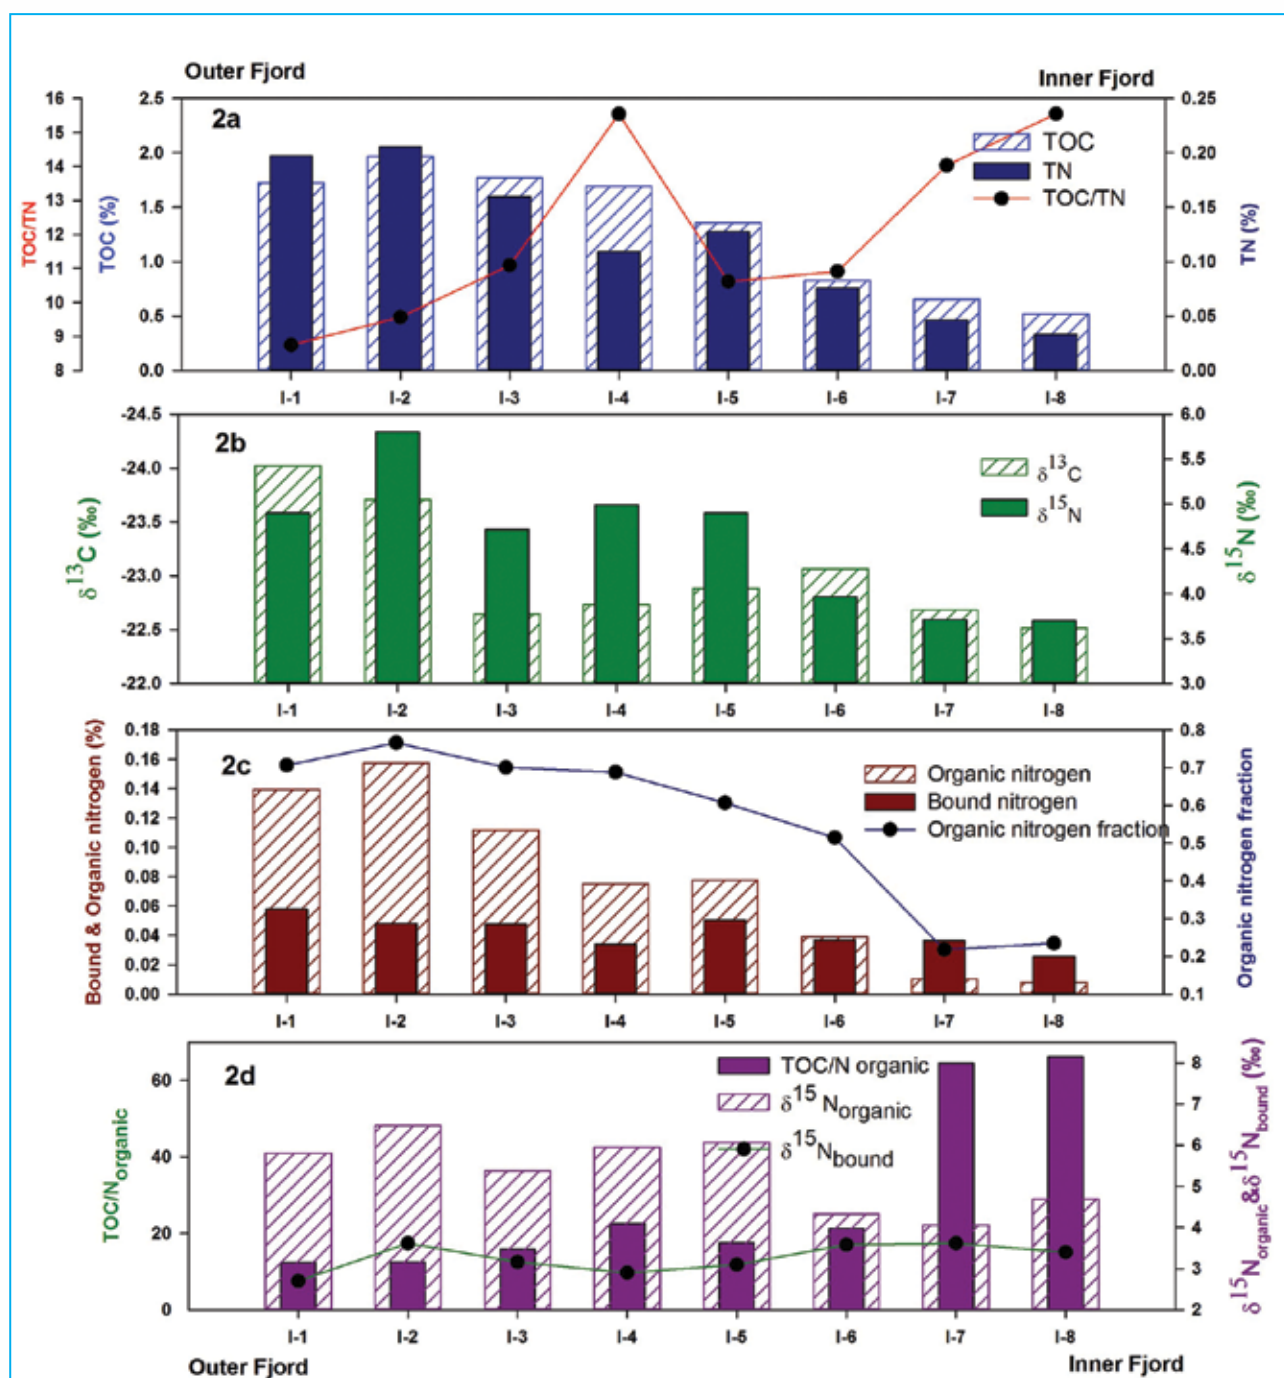 Outer Fjord
Inner Fjord
2a
16
15
14
13
12
11
10
9
8
TOC/TN
2.5
2.0
1.5
1.0
0.5
0.0
TOC (%)
TOC
TN
TOC/TN
0.25
0.20
0.15
0.10
0.05
0.00
TN (%)
I-1 I-2 I-3 I-4 I-5 I-6 I-7 I-8
2b
-24.5
-24.0
-23.5
-23.0
-22.5
-22.0
δ¹³C (‰)
δ¹³C
δ¹⁵N
6.0
5.5
5.0
4.5
4.0
3.5
3.0
δ¹⁵N (‰)
I-1 I-2 I-3 I-4 I-5 I-6 I-7 I-8
2c
0.18
0.16
0.14
0.12
0.10
0.08
0.06
0.04
0.02
0.00
Bound & Organic nitrogen (%)
Organic nitrogen
Bound nitrogen
Organic nitrogen fraction
0.8
0.7
0.6
0.5
0.4
0.3
0.2
0.1
Organic nitrogen fraction
I-1 I-2 I-3 I-4 I-5 I-6 I-7 I-8
2d
60
40
20
0
TOC/Norganic
TOC/N organic
δ¹⁵Norganic
δ¹⁵Nbound
8
7
6
5
4
3
2
δ¹⁵Norganic&δ¹⁵Nbound (‰)
I-1 I-2 I-3 I-4 I-5 I-6 I-7 I-8
Outer Fjord
Inner Fjord